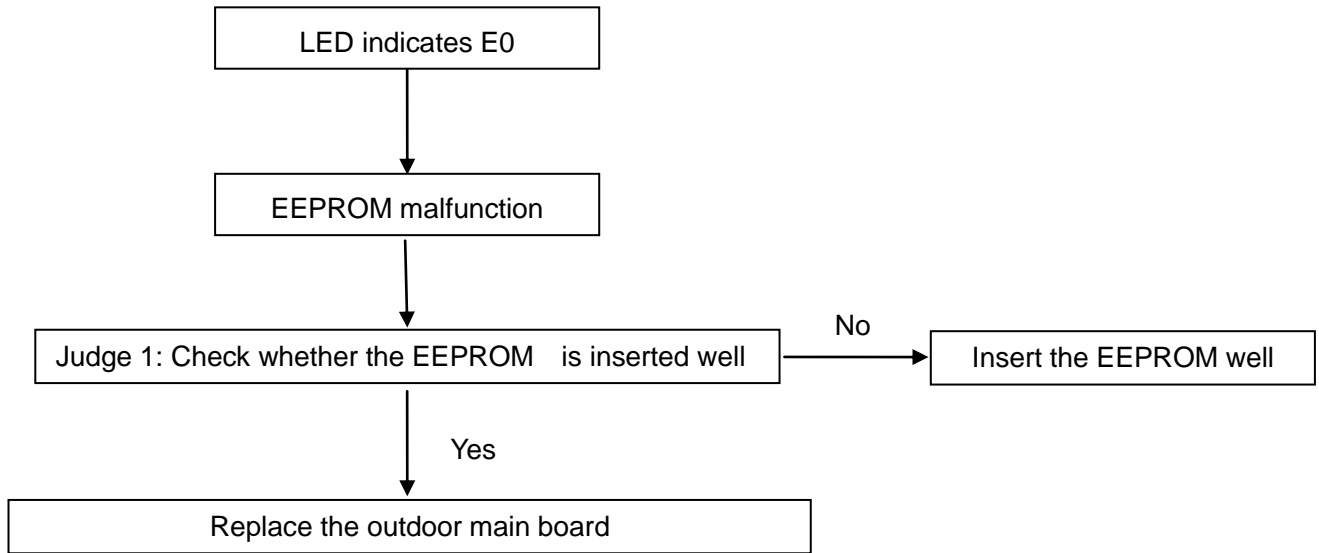 LED indicates E0
EEPROM malfunction
No
Judge 1: Check whether the EEPROM is inserted well
Insert the EEPROM well
Yes
Replace the outdoor main board